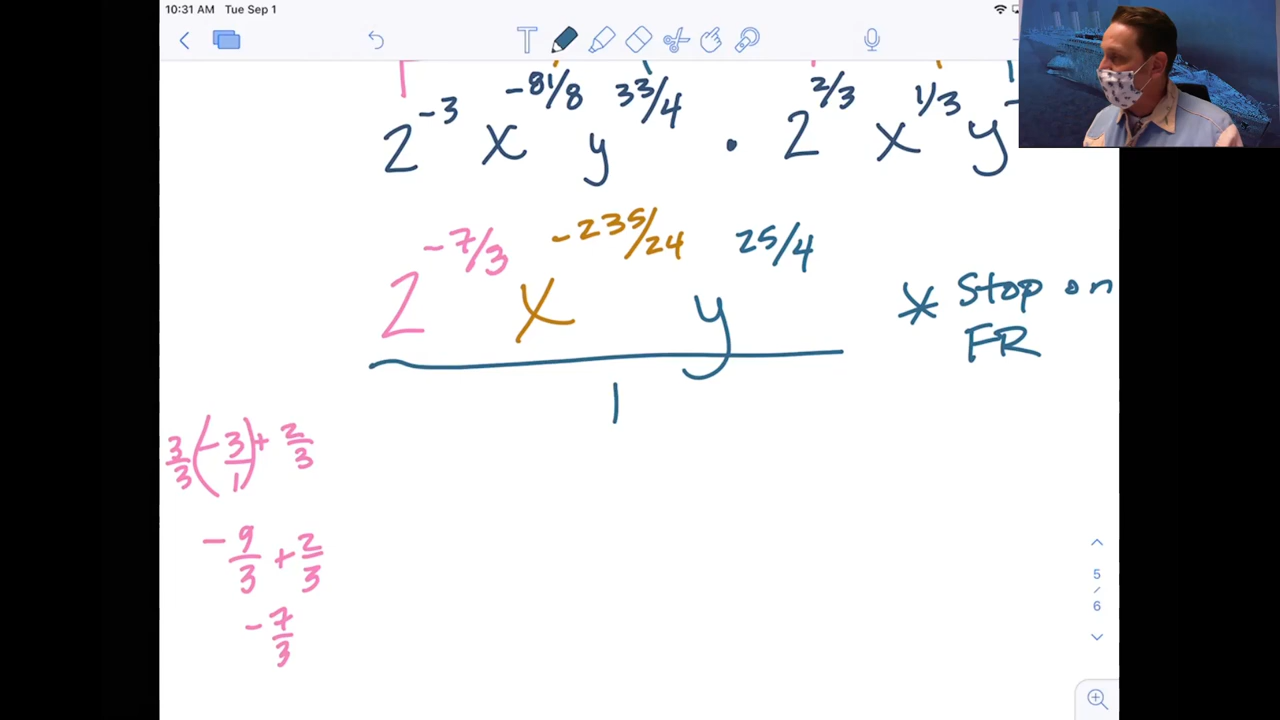 10:31 AM Tue Sep 1
T
2^-3 x^-81/8 y^33/4 · 2^2/3 x^1/3 y^-
2^-7/3 x^-235/24 y^25/4
1
* Stop on
FR
3/3 (-3/1) + 2/3
-9/3 + 2/3
-7/3
5
/
6